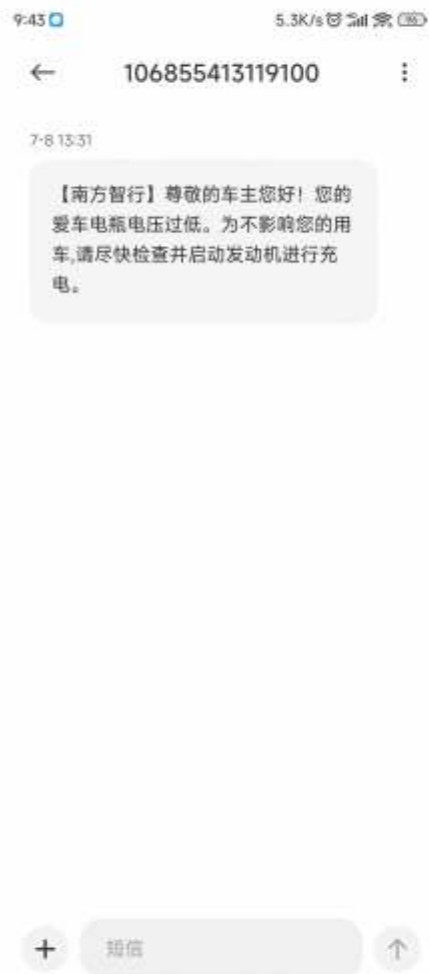 9:43
5.3K/s
106855413119100
7-8 13:31
【南方智行】尊敬的车主您好！您的
爱车电瓶电压过低。为不影响您的用
车,请尽快检查并启动发动机进行充
电。
短信